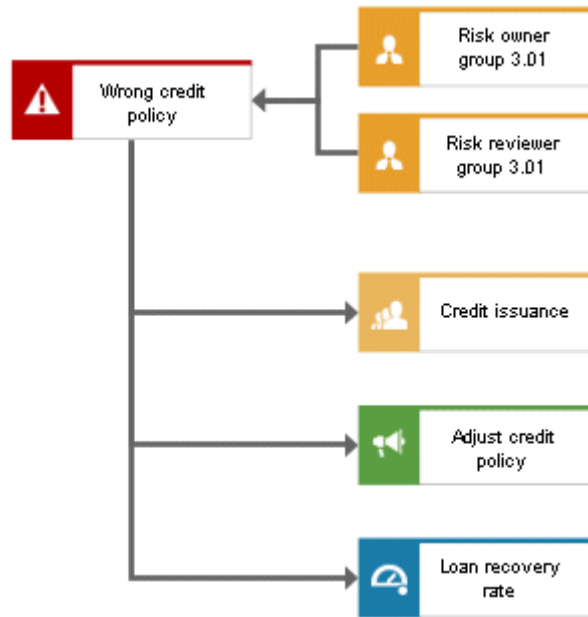 Risk owner
group 3.01
Wrong credit
policy
Risk reviewer
group 3.01
Credit issuance
Adjust credit
policy
Loan recovery
rate